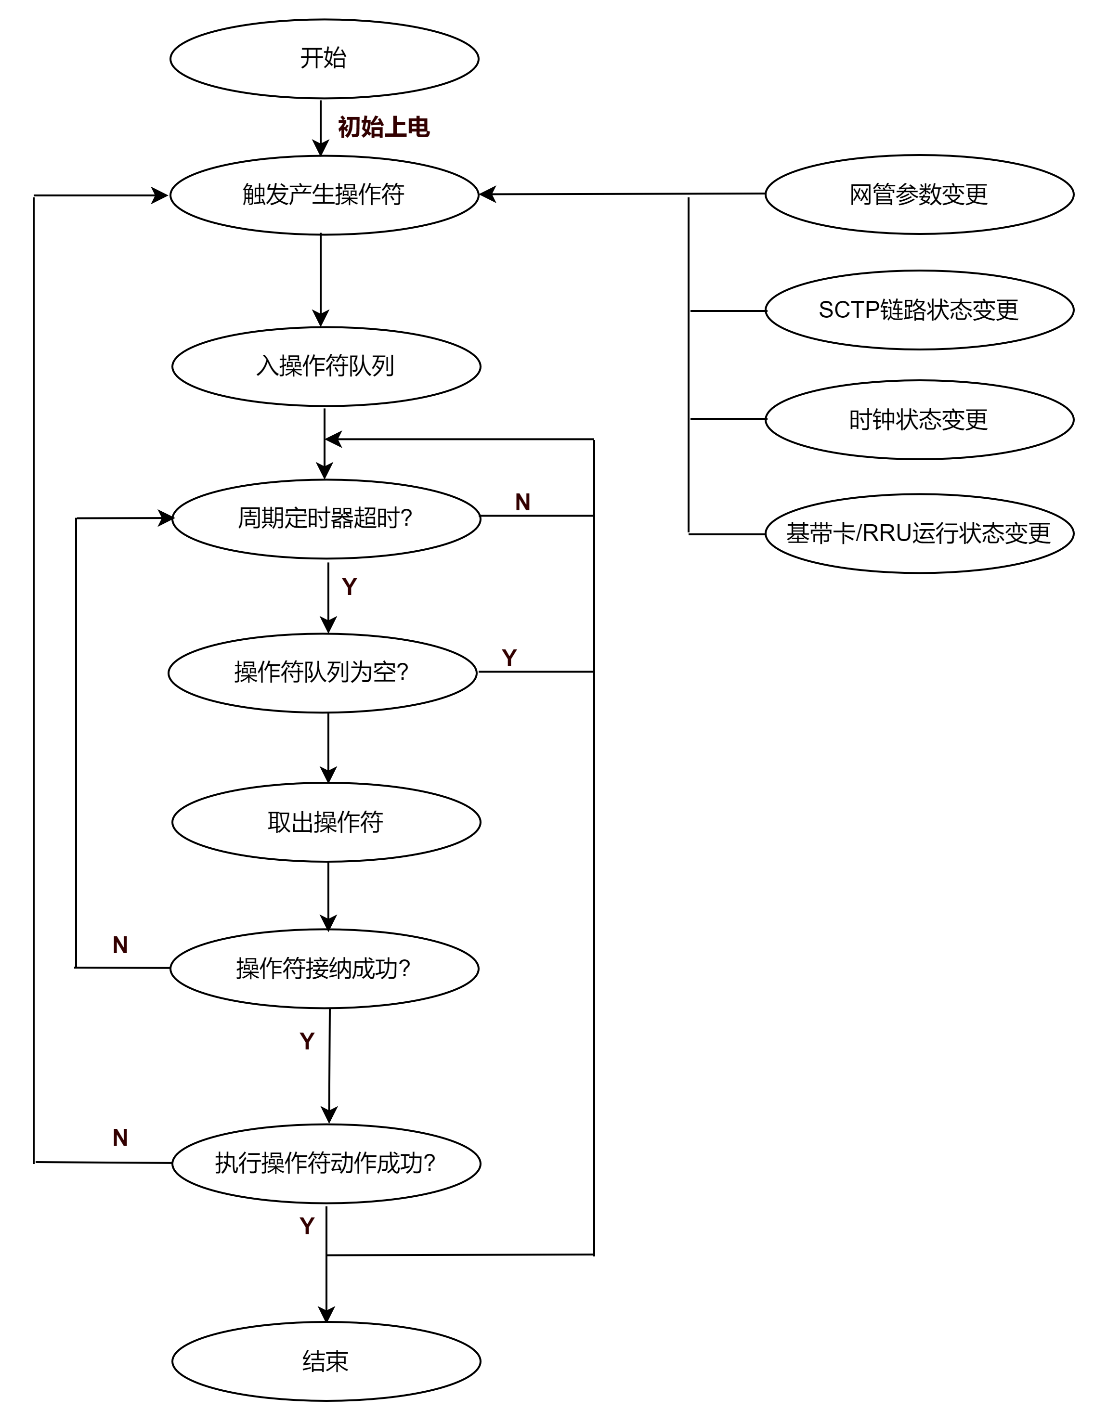 开始
初始上电
触发产生操作符
网管参数变更
SCTP链路状态变更
入操作符队列
时钟状态变更
周期定时器超时?
N
基带卡/RRU运行状态变更
Y
操作符队列为空?
Y
取出操作符
N
操作符接纳成功?
Y
N
执行操作符动作成功?
Y
结束